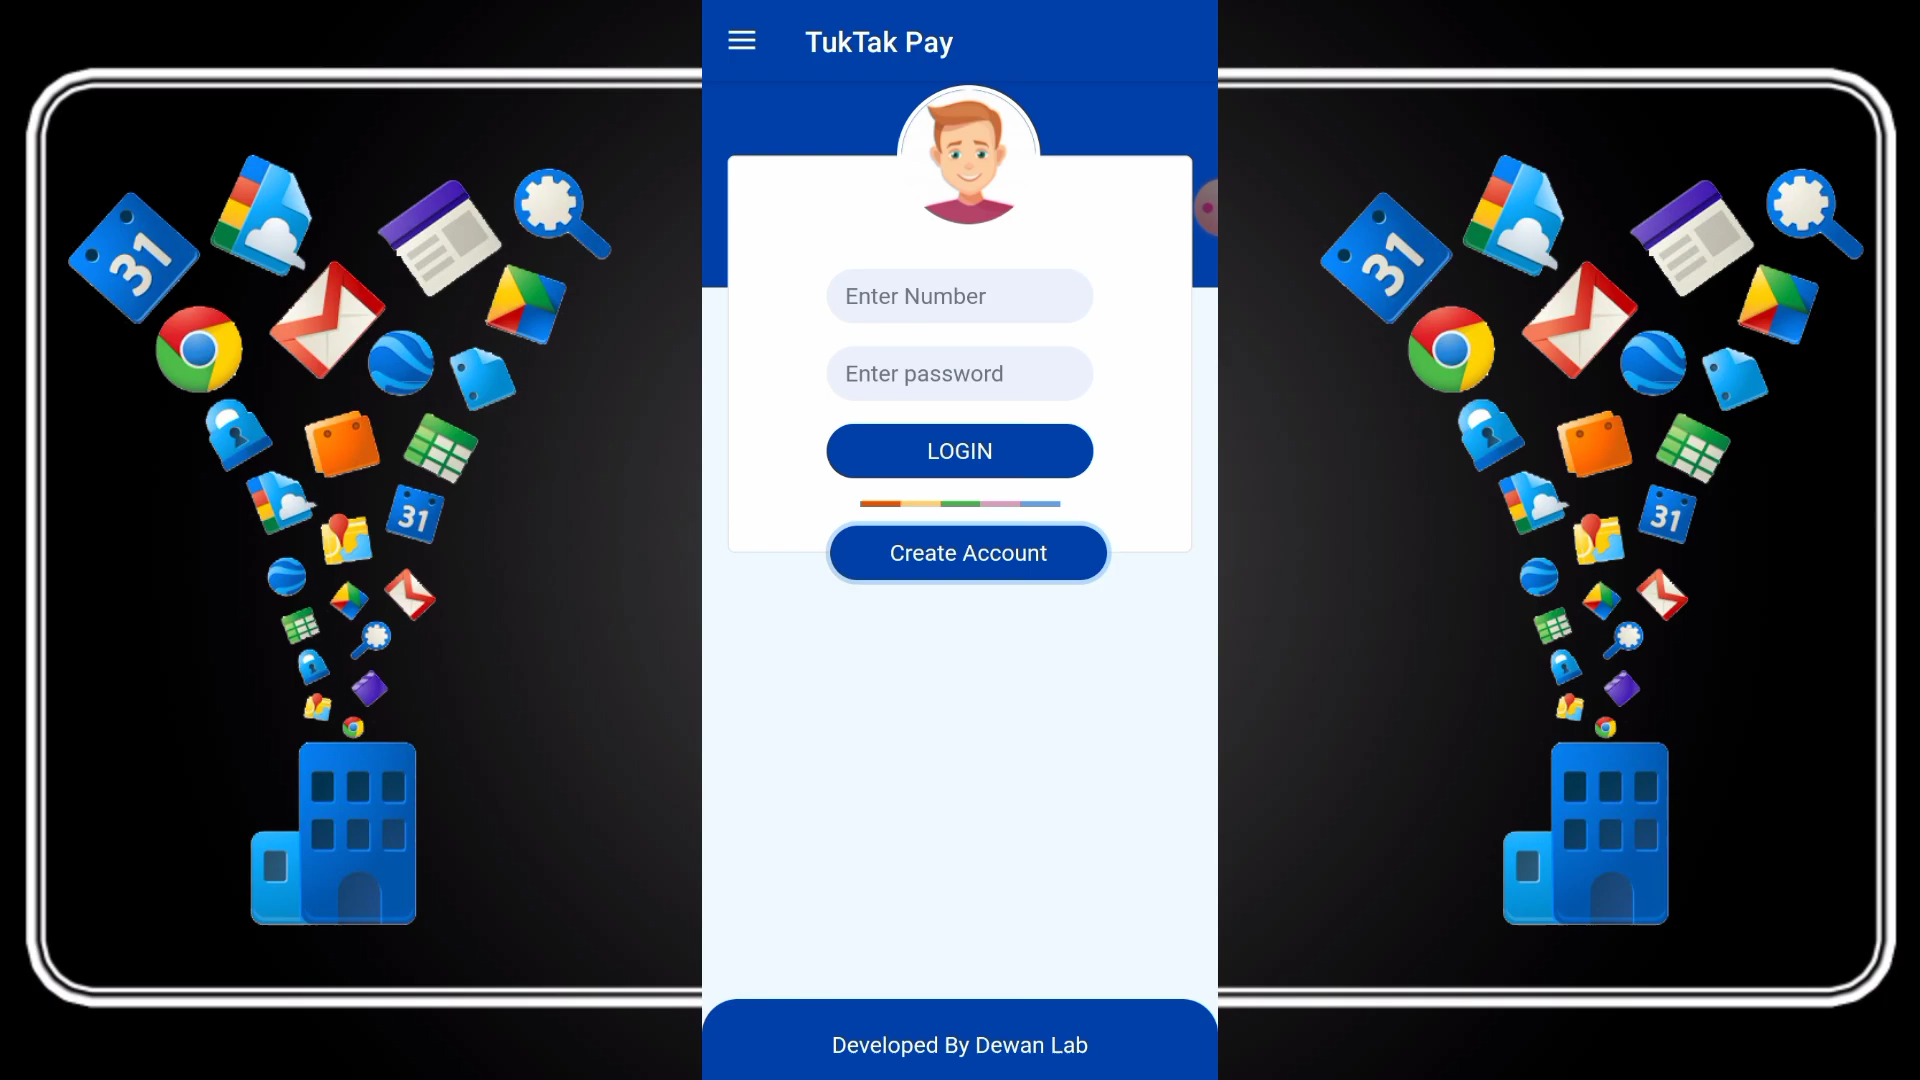 TukTak Pay
Enter Number
Enter password
LOGIN
Create Account
Developed By Dewan Lab
31
31
31
31